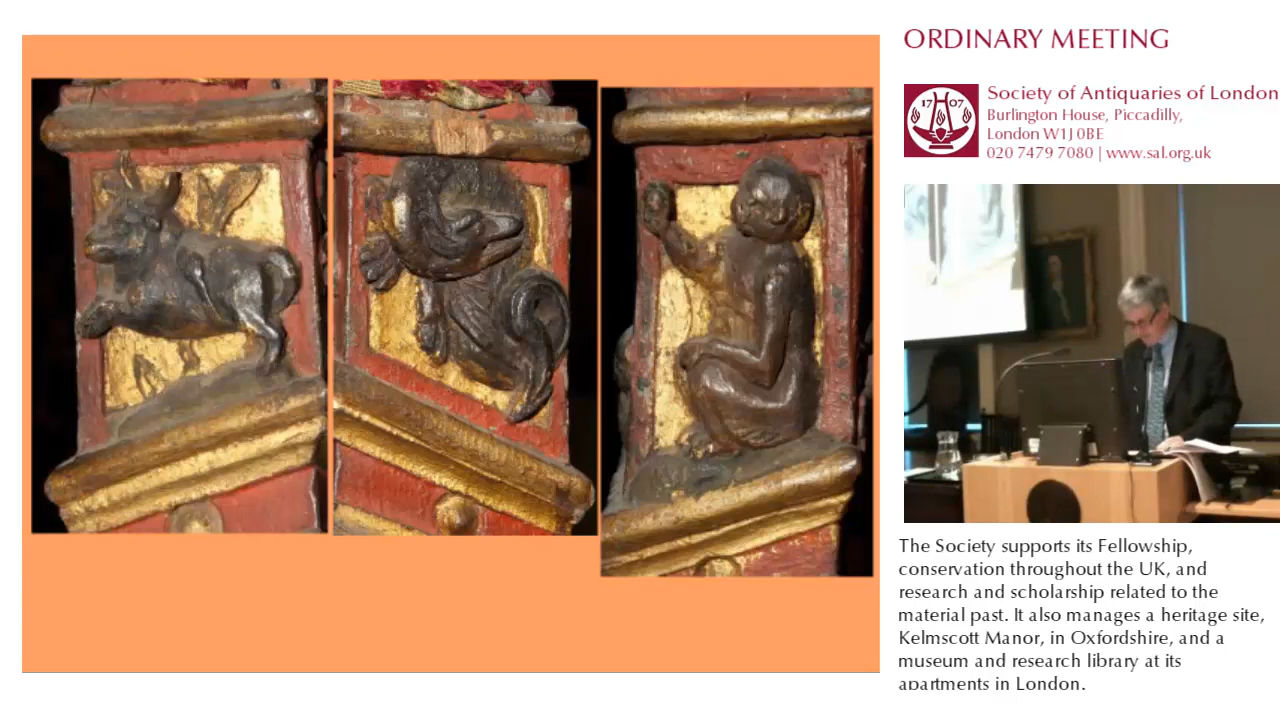 ORDINARY MEETING
17 07
Society of Antiquaries of London
Burlington House, Piccadilly,
London W1J 0BE
020 7479 7080 | www.sal.org.uk
The Society supports its Fellowship,
conservation throughout the UK, and
research and scholarship related to the
material past. It also manages a heritage site,
Kelmscott Manor, in Oxfordshire, and a
museum and research library at its
apartments in London.